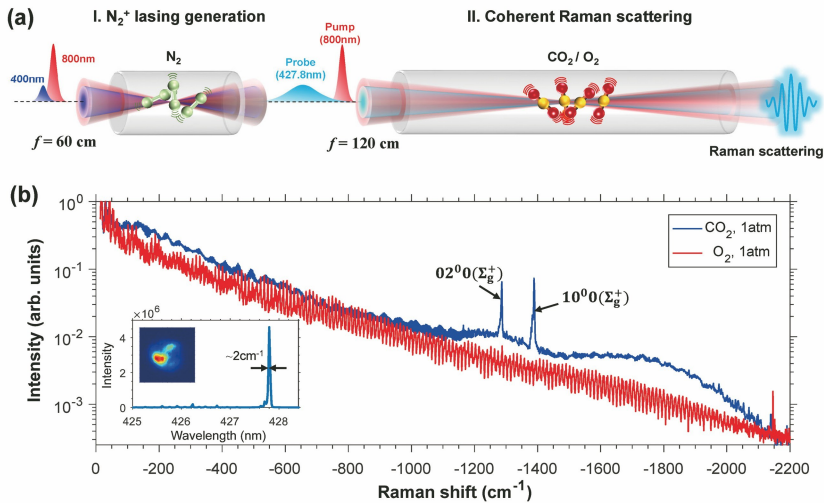 (a)
I. N₂⁺ lasing generation
II. Coherent Raman scattering
800nm
400nm
N₂
Probe
(427.8nm)
Pump
(800nm)
CO₂ / O₂
f = 60 cm
f = 120 cm
Raman scattering
(b)
10⁰
10⁻¹
10⁻²
10⁻³
Intensity (arb. units)
CO₂, 1atm
O₂, 1atm
02⁰0(Σg⁺)
10⁰0(Σg⁺)
×10⁶
4
2
0
Intensity
~2cm⁻¹
425 426 427 428
Wavelength (nm)
0 -200 -400 -600 -800 -1000 -1200 -1400 -1600 -1800 -2000 -2200
Raman shift (cm⁻¹)